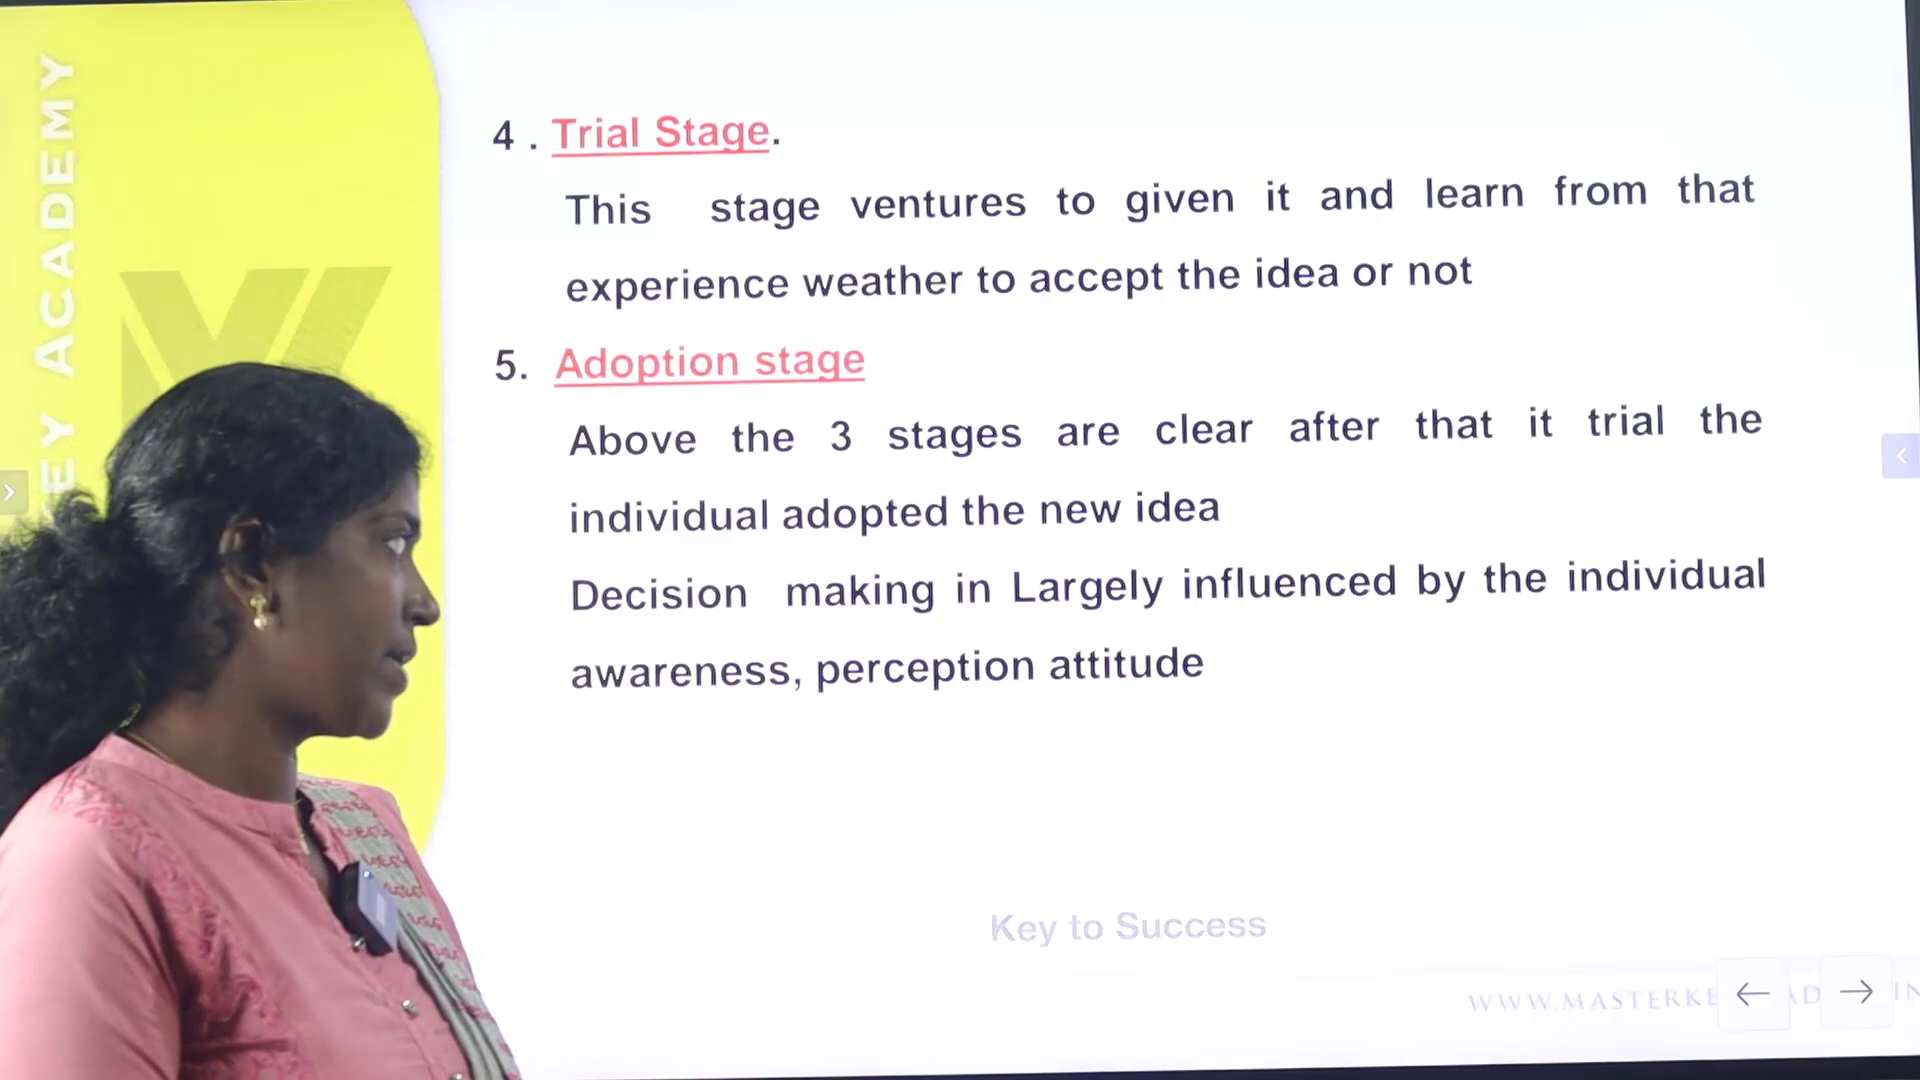 EY ACADEMY
4 . Trial Stage.
This stage ventures to given it and learn from that
experience weather to accept the idea or not
5. Adoption stage
Above the 3 stages are clear after that it trial the
individual adopted the new idea
Decision making in Largely influenced by the individual
awareness, perception attitude
Key to Success